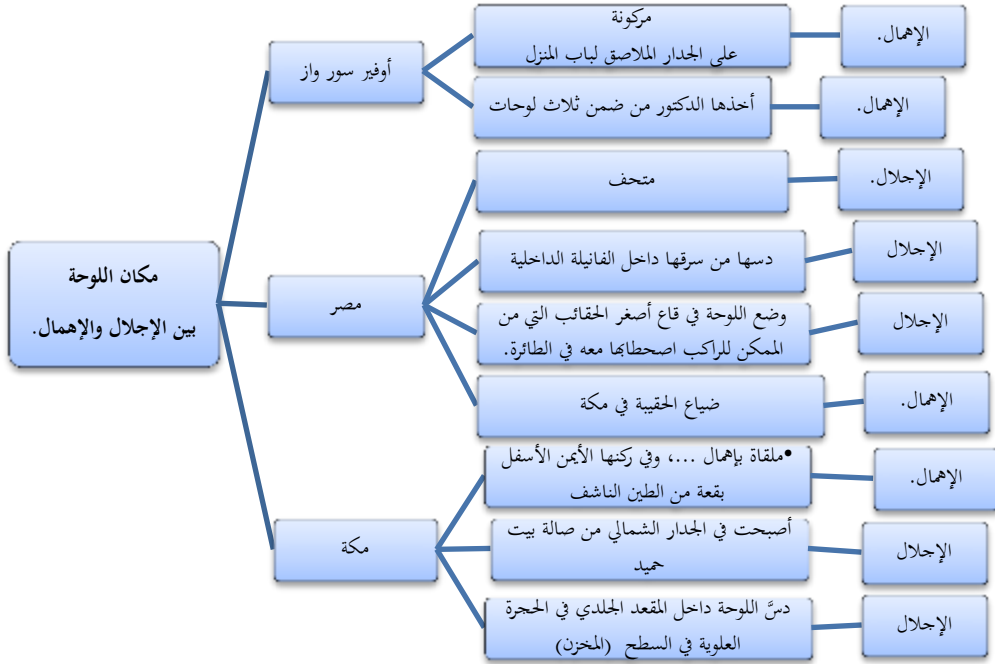 مكان اللوحة
بين الإجلال والإهمال.
أوفير سور واز
مركونة
على الجدار الملاصق لباب المنزل
الإهمال.
أخذها الدكتور من ضمن ثلاث لوحات
الإهمال.
مصر
متحف
الإجلال.
دسها من سرقها داخل الفانيلة الداخلية
الإجلال
وضع اللوحة في قاع أصغر الحقائب التي من
الممكن للراكب اصحطابها معه في الطائرة.
الإجلال
ضياع الحقيبة في مكة
الإهمال.
مكة
•ملقاة بإهمال ...، وفي ركنها الأيمن الأسفل
بقعة من الطين الناشف
الإهمال.
أصبحت في الجدار الشمالي من صالة بيت
حميد
الإجلال
دسَّ اللوحة داخل المقعد الجلدي في الحجرة
العلوية في السطح (المخزن)
الإجلال